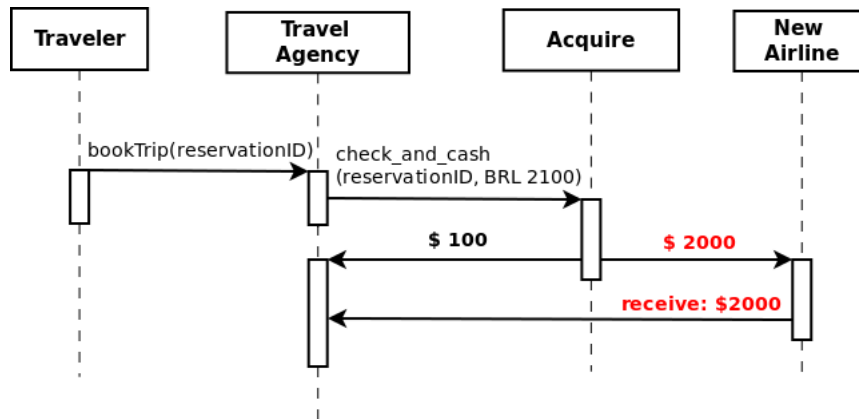 Traveler
Travel
Agency
Acquire
New
Airline
bookTrip(reservationID)
check_and_cash
(reservationID, BRL 2100)
$ 100
$ 2000
receive: $2000